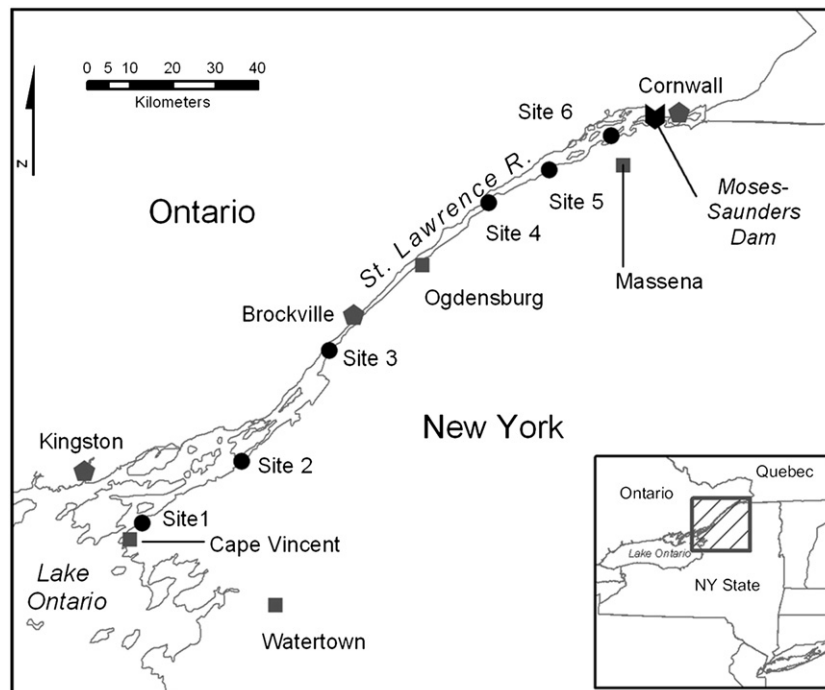 0 5 10 20 30 40
Kilometers
N
Cornwall
Site 6
St. Lawrence R.
Ontario
Moses-
Saunders
Dam
Site 5
Site 4
Massena
Ogdensburg
Brockville
Site 3
New York
Kingston
Site 2
Site1
Cape Vincent
Lake
Ontario
Watertown
Quebec
Ontario
Lake Ontario
NY State